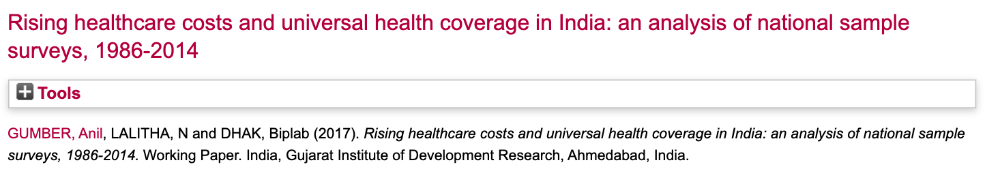 Rising healthcare costs and universal health coverage in India: an analysis of national sample
surveys, 1986-2014
Tools
GUMBER, Anil, LALITHA, N and DHAK, Biplab (2017). Rising healthcare costs and universal health coverage in India: an analysis of national sample
surveys, 1986-2014. Working Paper. India, Gujarat Institute of Development Research, Ahmedabad, India.